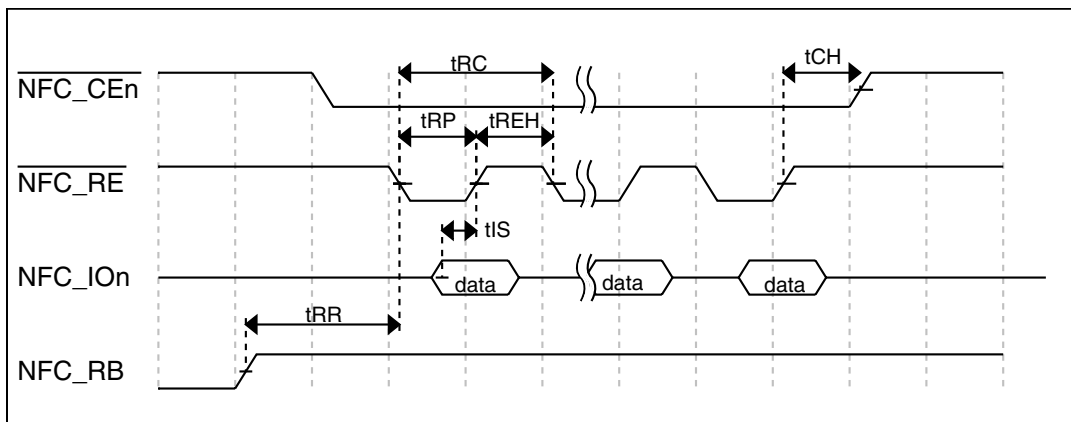 tRC
tCH
NFC_CEn
tRP
tREH
NFC_RE
tIS
NFC_IOn
data
data
data
tRR
NFC_RB